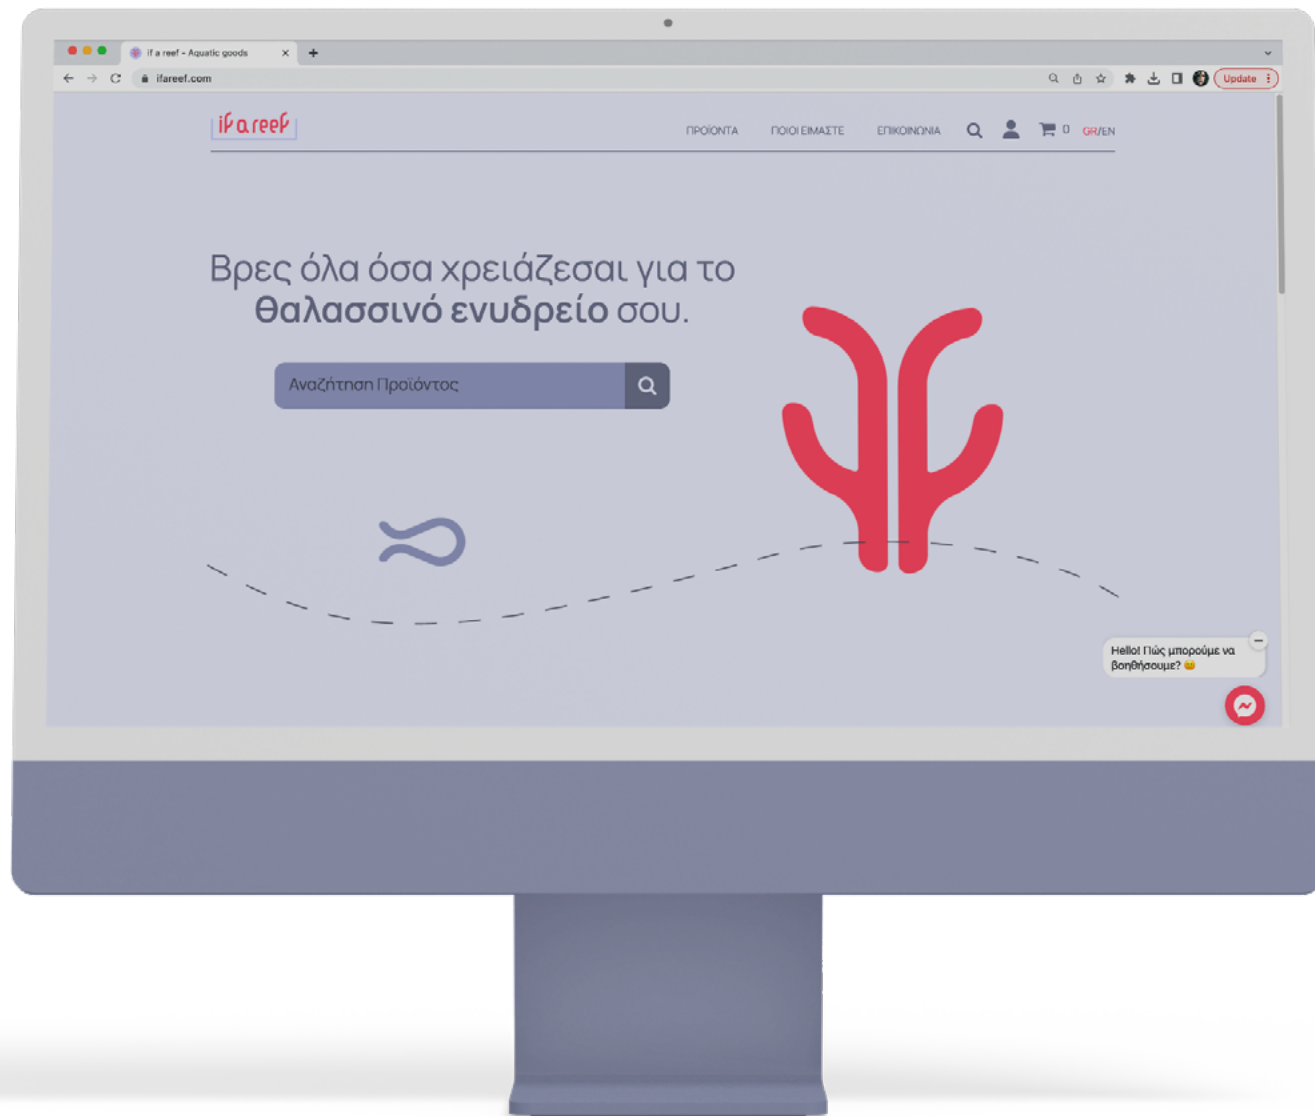 if a reef - Aquatic goods
ifareef.com
Update
if a reef
ΠΡΟΪΟΝΤΑ ΠΟΙΟΙ ΕΙΜΑΣΤΕ ΕΠΙΚΟΙΝΩΝΙΑ 0 GR/EN
Βρες όλα όσα χρειάζεσαι για το
θαλασσινό ενυδρείο σου.
Αναζήτηση Προϊόντος
Hello! Πώς μπορούμε να
βοηθήσουμε? 😊